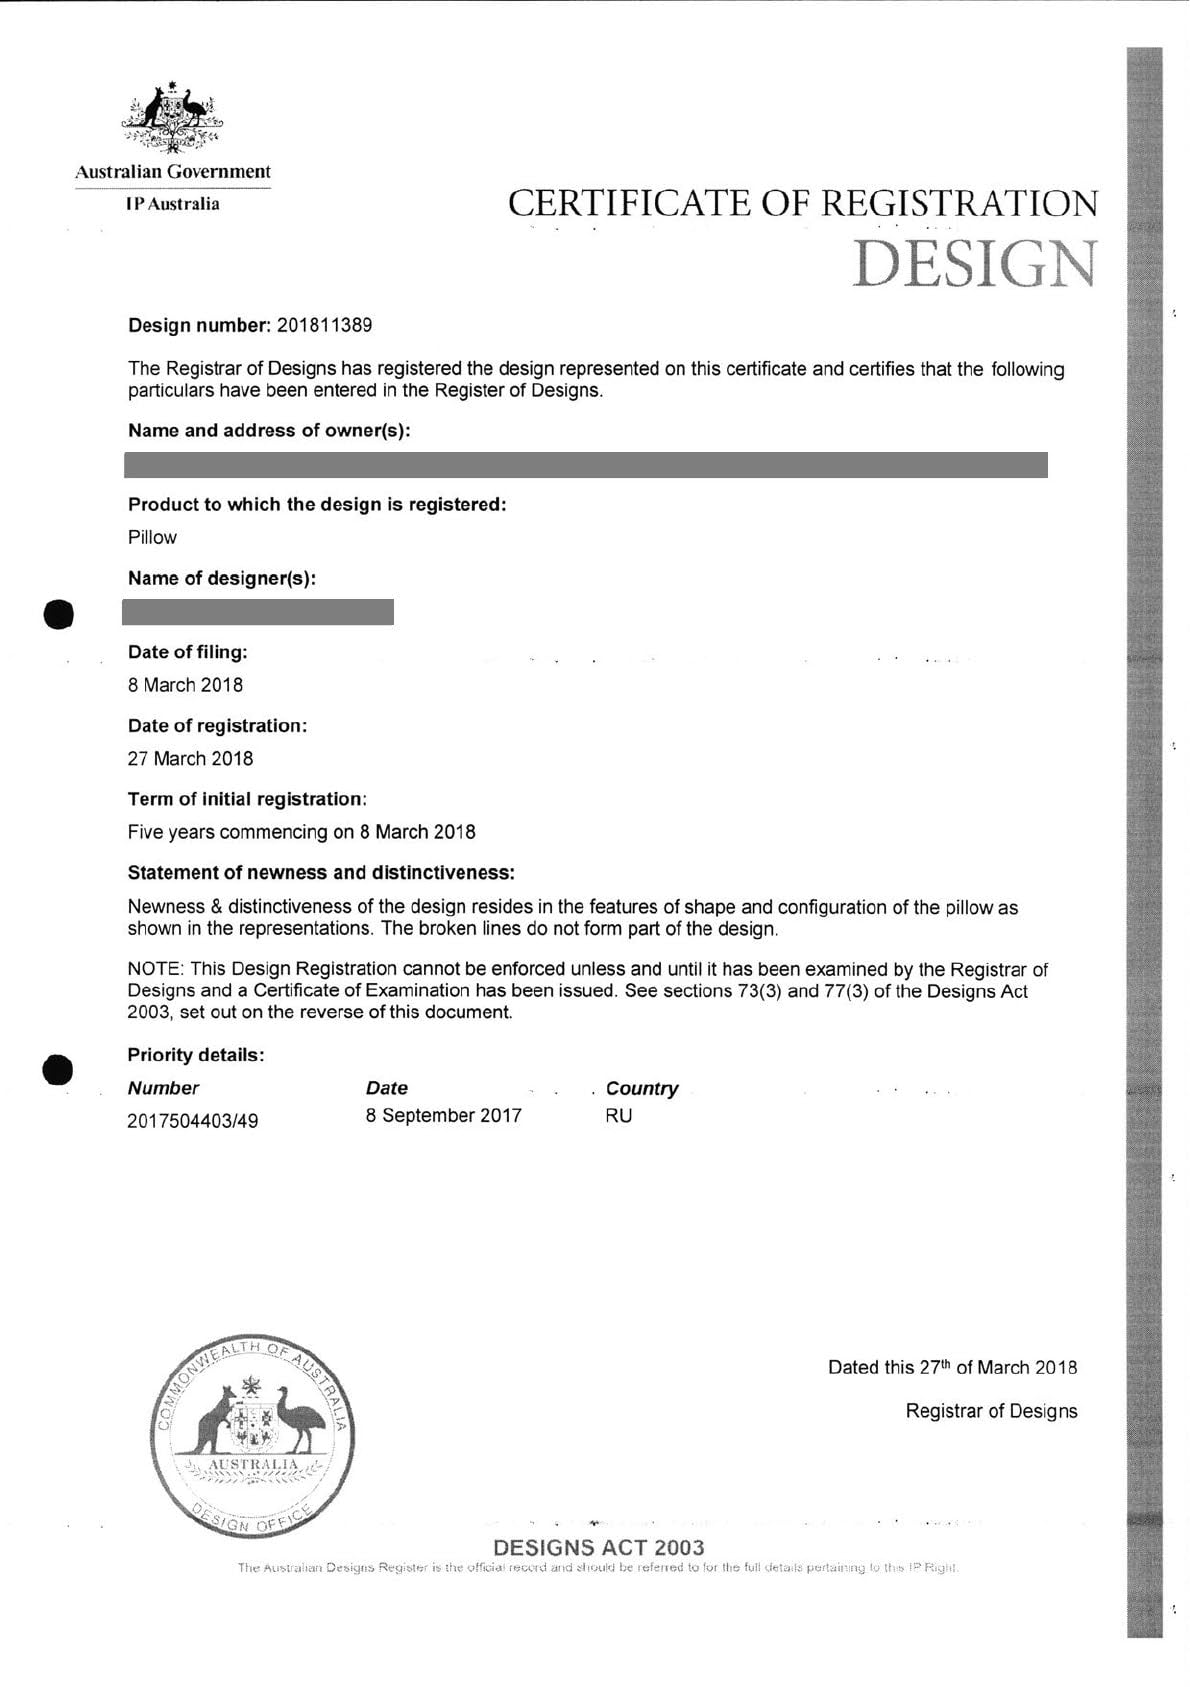 Australian Government
IP Australia
CERTIFICATE OF REGISTRATION
DESIGN
Design number: 201811389
The Registrar of Designs has registered the design represented on this certificate and certifies that the following
particulars have been entered in the Register of Designs.
Name and address of owner(s):
Product to which the design is registered:
Pillow
Name of designer(s):
Date of filing:
8 March 2018
Date of registration:
27 March 2018
Term of initial registration:
Five years commencing on 8 March 2018
Statement of newness and distinctiveness:
Newness & distinctiveness of the design resides in the features of shape and configuration of the pillow as
shown in the representations. The broken lines do not form part of the design.
NOTE: This Design Registration cannot be enforced unless and until it has been examined by the Registrar of
Designs and a Certificate of Examination has been issued. See sections 73(3) and 77(3) of the Designs Act
2003, set out on the reverse of this document.
Priority details:
Number Date Country
2017504403/49 8 September 2017 RU
Dated this 27th of March 2018
Registrar of Designs
COMMONWEALTH OF AUSTRALIA
AUSTRALIA
DESIGN OFFICE
DESIGNS ACT 2003
The Australian Designs Register is the official record and should be referred to for the full details pertaining to this IP Right.